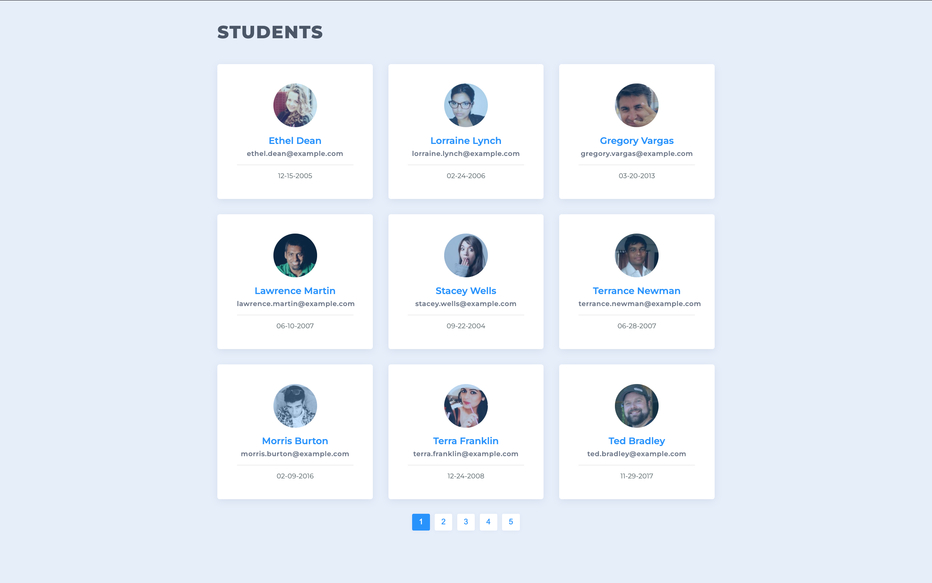 STUDENTS
Ethel Dean
ethel.dean@example.com
12-15-2005
Lorraine Lynch
lorraine.lynch@example.com
02-24-2006
Gregory Vargas
gregory.vargas@example.com
03-20-2013
Lawrence Martin
lawrence.martin@example.com
06-10-2007
Stacey Wells
stacey.wells@example.com
09-22-2004
Terrance Newman
terrance.newman@example.com
06-28-2007
Morris Burton
morris.burton@example.com
02-09-2016
Terra Franklin
terra.franklin@example.com
12-24-2008
Ted Bradley
ted.bradley@example.com
11-29-2017
1 2 3 4 5